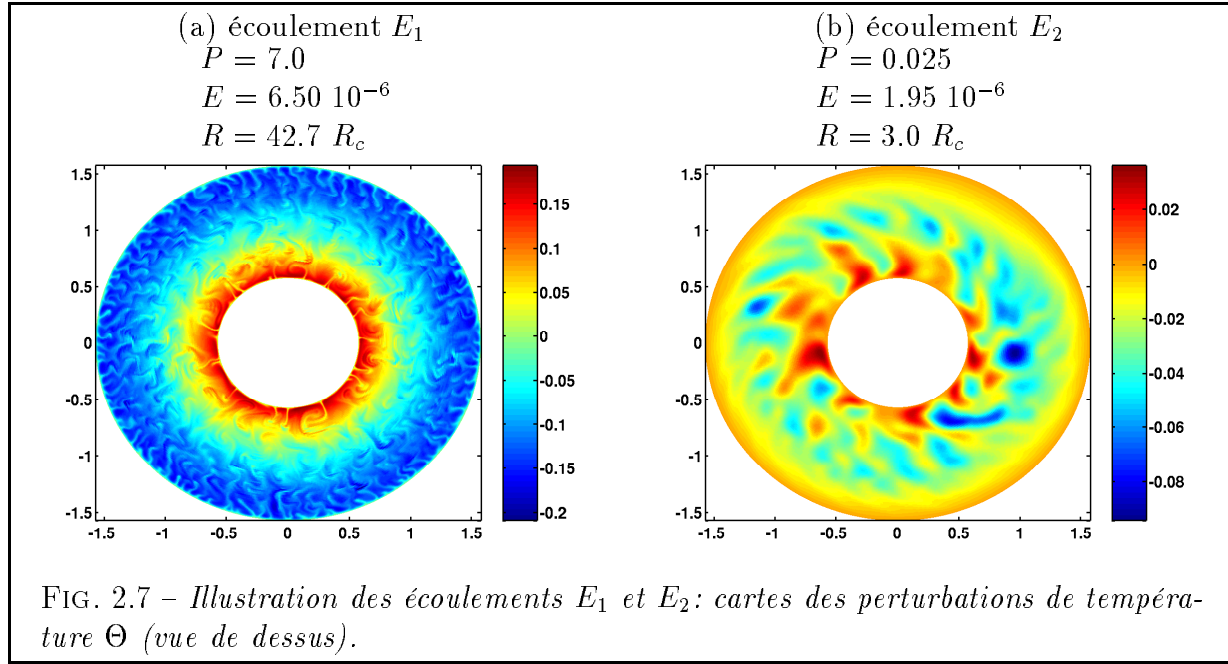 (a) écoulement E₁
P = 7.0
E = 6.50 10⁻⁶
R = 42.7 R_c
(b) écoulement E₂
P = 0.025
E = 1.95 10⁻⁶
R = 3.0 R_c
1.5
1
0.5
0
-0.5
-1
-1.5
-1.5 -1 -0.5 0 0.5 1 1.5
0.15
0.1
0.05
0
-0.05
-0.1
-0.15
-0.2
1.5
1
0.5
0
-0.5
-1
-1.5
-1.5 -1 -0.5 0 0.5 1 1.5
0.02
0
-0.02
-0.04
-0.06
-0.08
FIG. 2.7 – Illustration des écoulements E₁ et E₂: cartes des perturbations de tempéra-
ture Θ (vue de dessus).